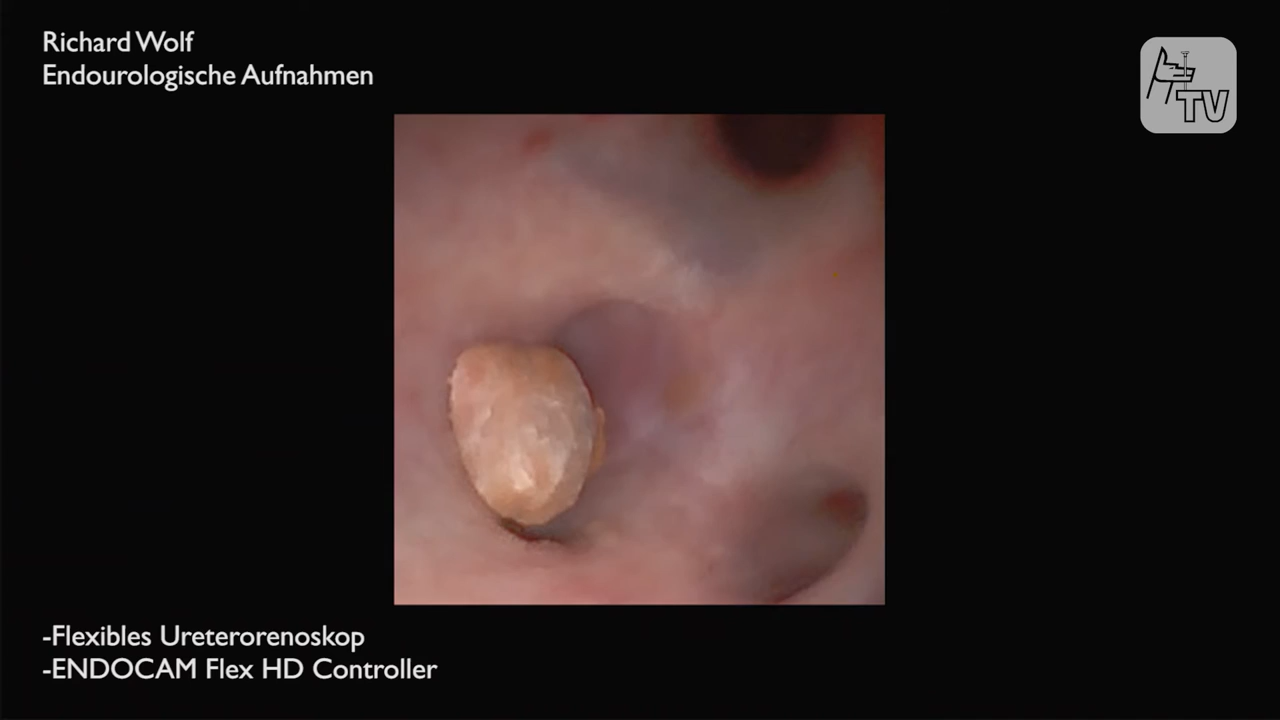 Richard Wolf
Endourologische Aufnahmen
TV
-Flexibles Ureterorenoskop
-ENDOCAM Flex HD Controller